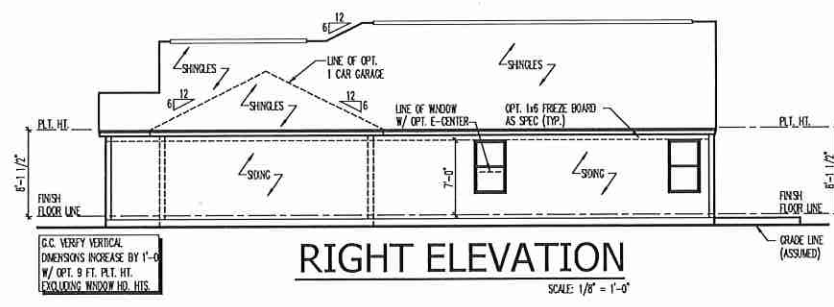 12
6
SHINGLES
LINE OF OPT.
1 CAR GARAGE
SHINGLES
12
6
SHINGLES
12
6
LINE OF WINDOW
W/ OPT. E-CENTER
OPT. 1x6 FRIEZE BOARD
AS SPEC (TYP.)
PLT. HT.
PLT. HT.
8'-1 1/2"
SIDING
7'-0"
SIDING
8'-1 1/2"
FINISH
FLOOR LINE
FINISH
FLOOR LINE
GRADE LINE
(ASSUMED)
G.C. VERIFY VERTICAL
DIMENSIONS INCREASE BY 1'-0
W/ OPT. 9 FT. PLT. HT.
EXCLUDING WINDOW HD. HTS.
RIGHT ELEVATION
SCALE: 1/8" = 1'-0"